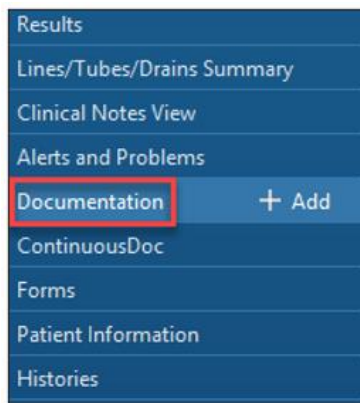 Results
Lines/Tubes/Drains Summary
Clinical Notes View
Alerts and Problems
Documentation + Add
ContinuousDoc
Forms
Patient Information
Histories